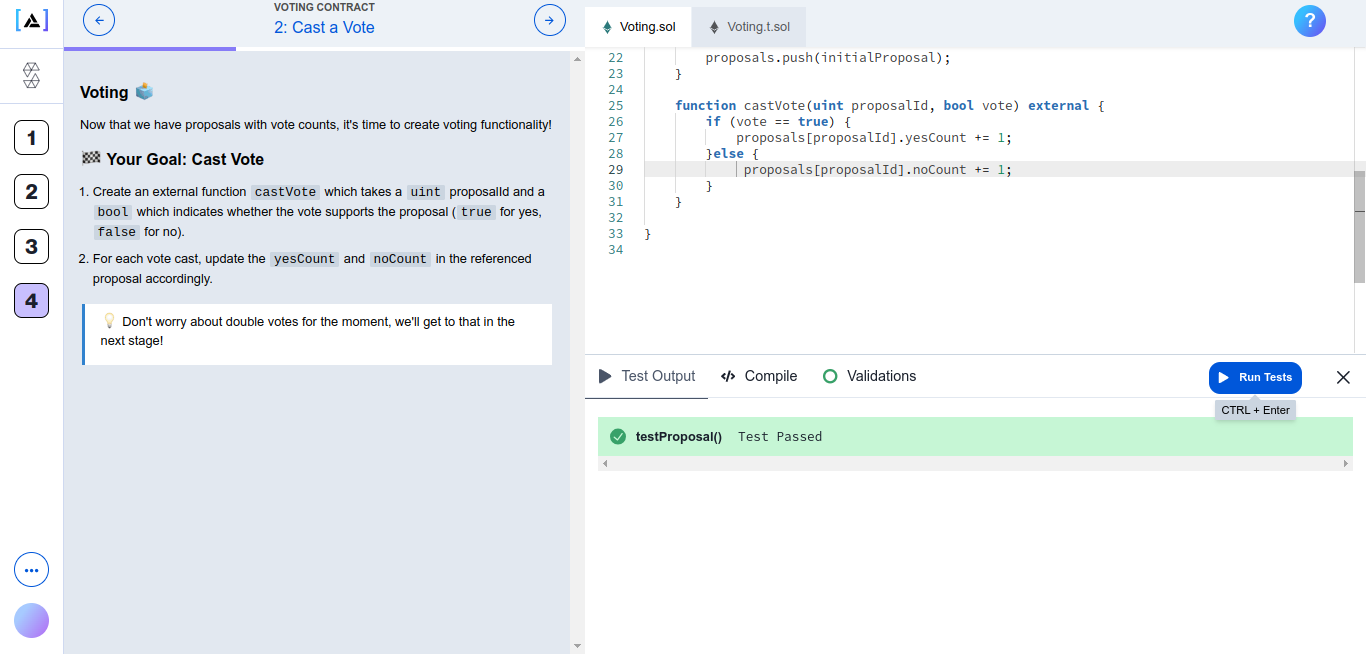 [A]
1
2
3
4
VOTING CONTRACT
2: Cast a Vote
Voting 🗳️
Now that we have proposals with vote counts, it's time to create voting functionality!
🏁 Your Goal: Cast Vote
1. Create an external function castVote which takes a uint proposalId and a
bool which indicates whether the vote supports the proposal ( true for yes,
false for no).
2. For each vote cast, update the yesCount and noCount in the referenced
proposal accordingly.
💡 Don't worry about double votes for the moment, we'll get to that in the
next stage!
Voting.sol
Voting.t.sol
?
22 proposals.push(initialProposal);
23 }
24
25 function castVote(uint proposalId, bool vote) external {
26 if (vote == true) {
27 proposals[proposalId].yesCount += 1;
28 }else {
29 proposals[proposalId].noCount += 1;
30 }
31 }
32
33 }
34
Test Output
</> Compile
Validations
Run Tests
CTRL + Enter
testProposal() Test Passed